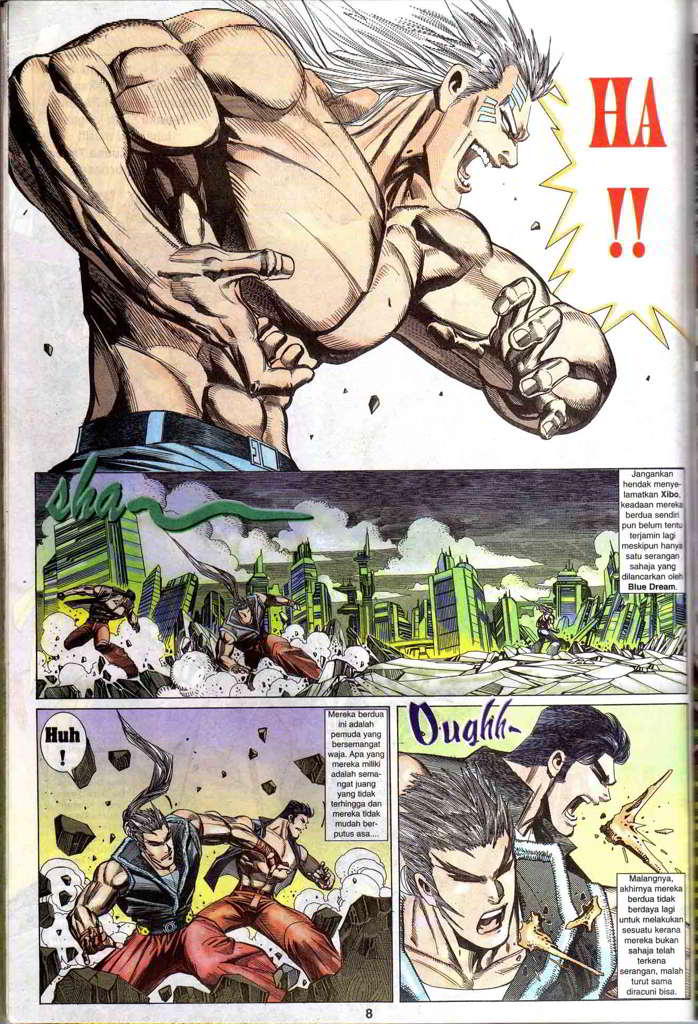 HA
!!
sha~
Jangankan
hendak menye-
lamatkan Xibo,
keadaan mereka
berdua sendiri
pun belum tentu
terjamin lagi
meskipun hanya
satu serangan
sahaja yang
dilancarkan oleh
Blue Dream.
Huh
!
Mereka berdua
ini adalah
pemuda yang
bersemangat
waja. Apa yang
mereka miliki
adalah sema-
ngat juang
yang tidak
terhingga dan
mereka tidak
mudah ber-
putus asa....
Oughh~
Malangnya,
akhirnya mereka
berdua tidak
berdaya lagi
untuk melakukan
sesuatu kerana
mereka bukan
sahaja telah
terkena
serangan, malah
turut sama
diracuni bisa.
8